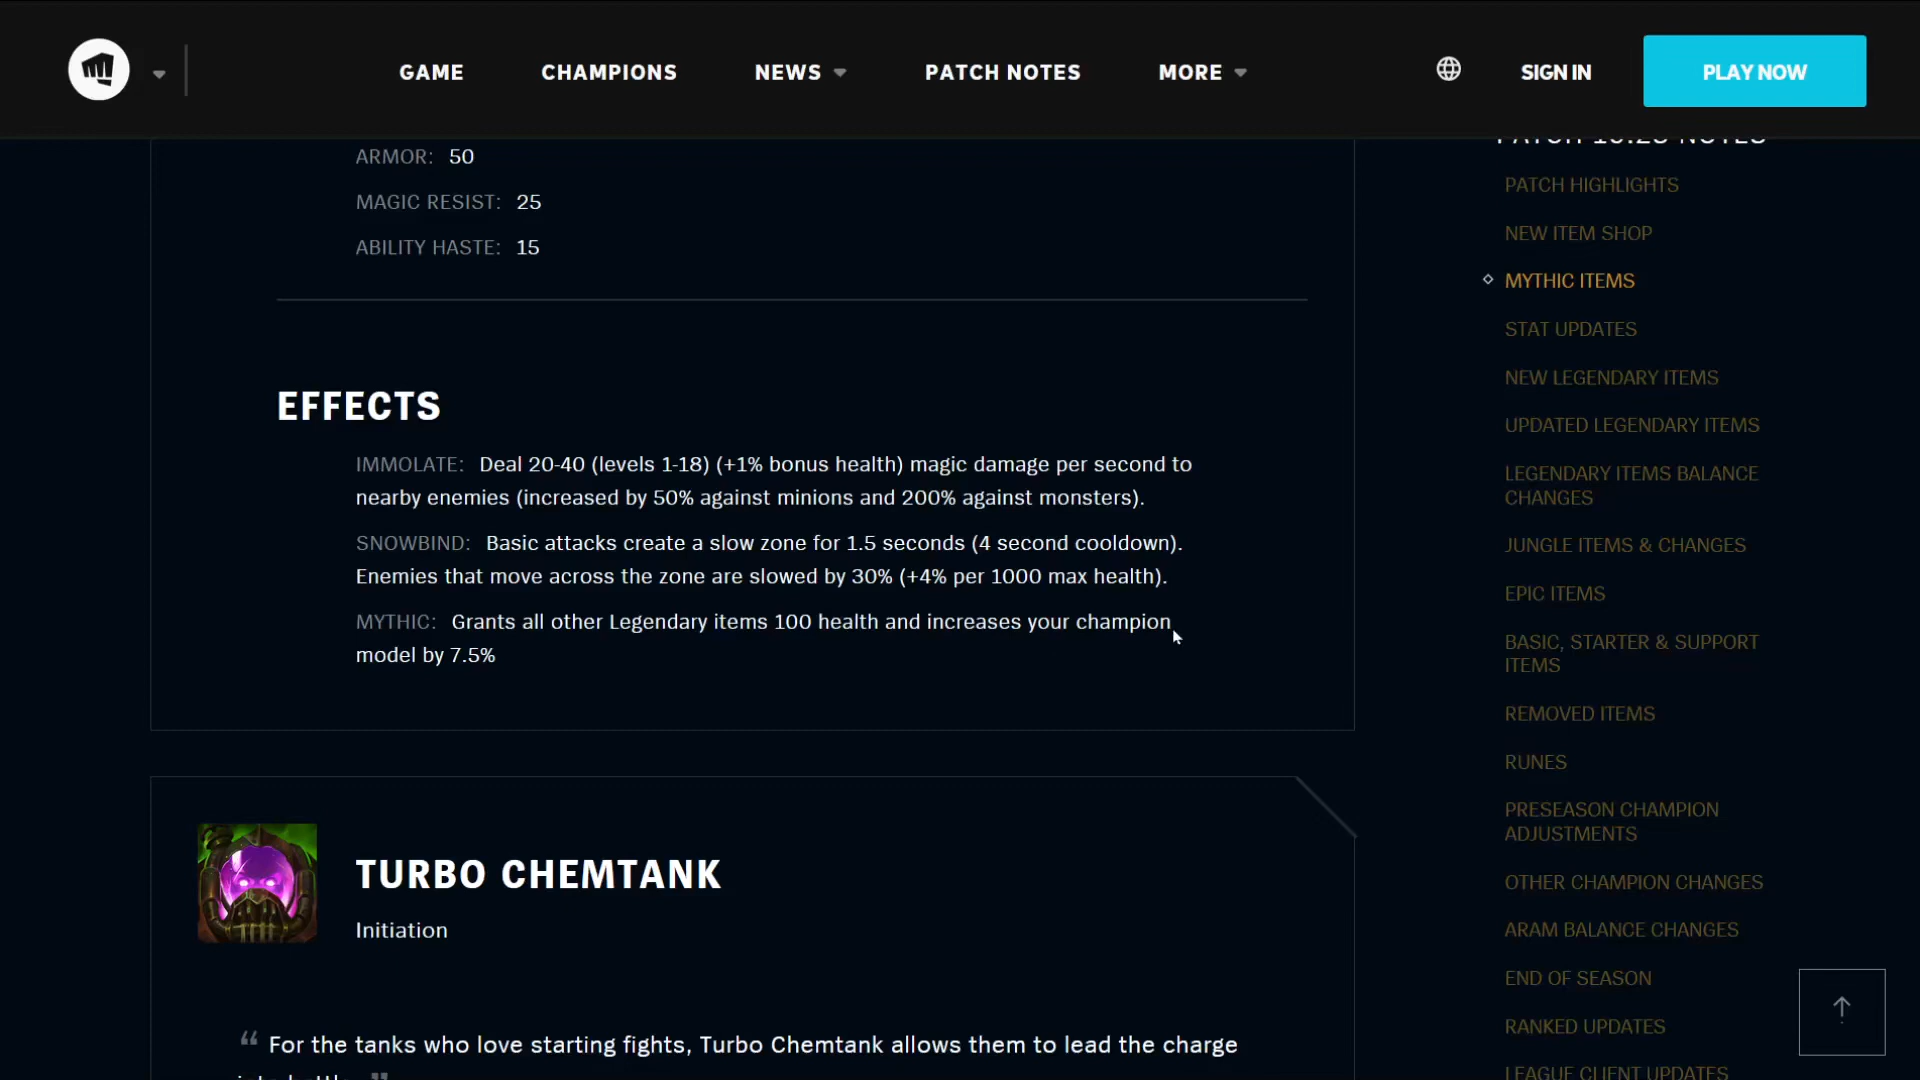 GAME
CHAMPIONS
NEWS
PATCH NOTES
MORE
SIGN IN
PLAY NOW
ARMOR: 50
MAGIC RESIST: 25
ABILITY HASTE: 15
EFFECTS
IMMOLATE: Deal 20-40 (levels 1-18) (+1% bonus health) magic damage per second to
nearby enemies (increased by 50% against minions and 200% against monsters).
SNOWBIND: Basic attacks create a slow zone for 1.5 seconds (4 second cooldown).
Enemies that move across the zone are slowed by 30% (+4% per 1000 max health).
MYTHIC: Grants all other Legendary items 100 health and increases your champion
model by 7.5%
TURBO CHEMTANK
Initiation
“ For the tanks who love starting fights, Turbo Chemtank allows them to lead the charge
PATCH 10.23 NOTES
PATCH HIGHLIGHTS
NEW ITEM SHOP
MYTHIC ITEMS
STAT UPDATES
NEW LEGENDARY ITEMS
UPDATED LEGENDARY ITEMS
LEGENDARY ITEMS BALANCE
CHANGES
JUNGLE ITEMS & CHANGES
EPIC ITEMS
BASIC, STARTER & SUPPORT
ITEMS
REMOVED ITEMS
RUNES
PRESEASON CHAMPION
ADJUSTMENTS
OTHER CHAMPION CHANGES
ARAM BALANCE CHANGES
END OF SEASON
RANKED UPDATES
LEAGUE CLIENT UPDATES